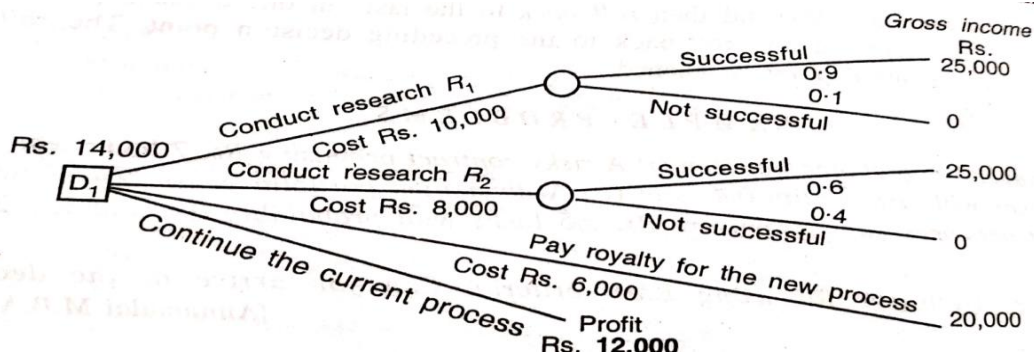 Gross income
Rs.
Successful
25,000
0·9
0·1
Conduct research R1
Cost Rs. 10,000
Not successful
0
Rs. 14,000
D1
Conduct research R2
Cost Rs. 8,000
Successful
25,000
0·6
0·4
Not successful
0
Pay royalty for the new process
Cost Rs. 6,000
20,000
Continue the current process
Profit
Rs. 12,000